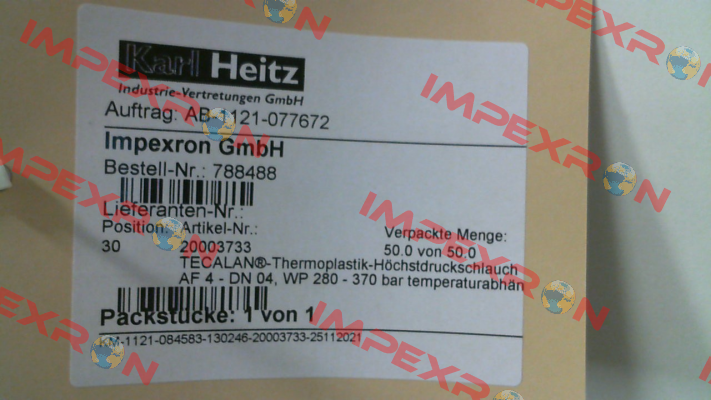 Karl Heitz
Industrie-Vertretungen GmbH
Auftrag: AB-1121-077672
Impexron GmbH
Bestell-Nr.: 788488
Lieferanten-Nr.:
Position: Artikel-Nr.: Verpackte Menge:
30 20003733 50.0 von 50.0
TECALAN®-Thermoplastik-Höchstdruckschlauch
AF 4 - DN 04, WP 280 - 370 bar temperaturabhän
Packstücke: 1 von 1
KM-1121-084583-130246-20003733-25112021
IMPEXRON
IMPEXRON
IMPEXRON
IMPEXRON
IMPEXRON
IMPEXRON